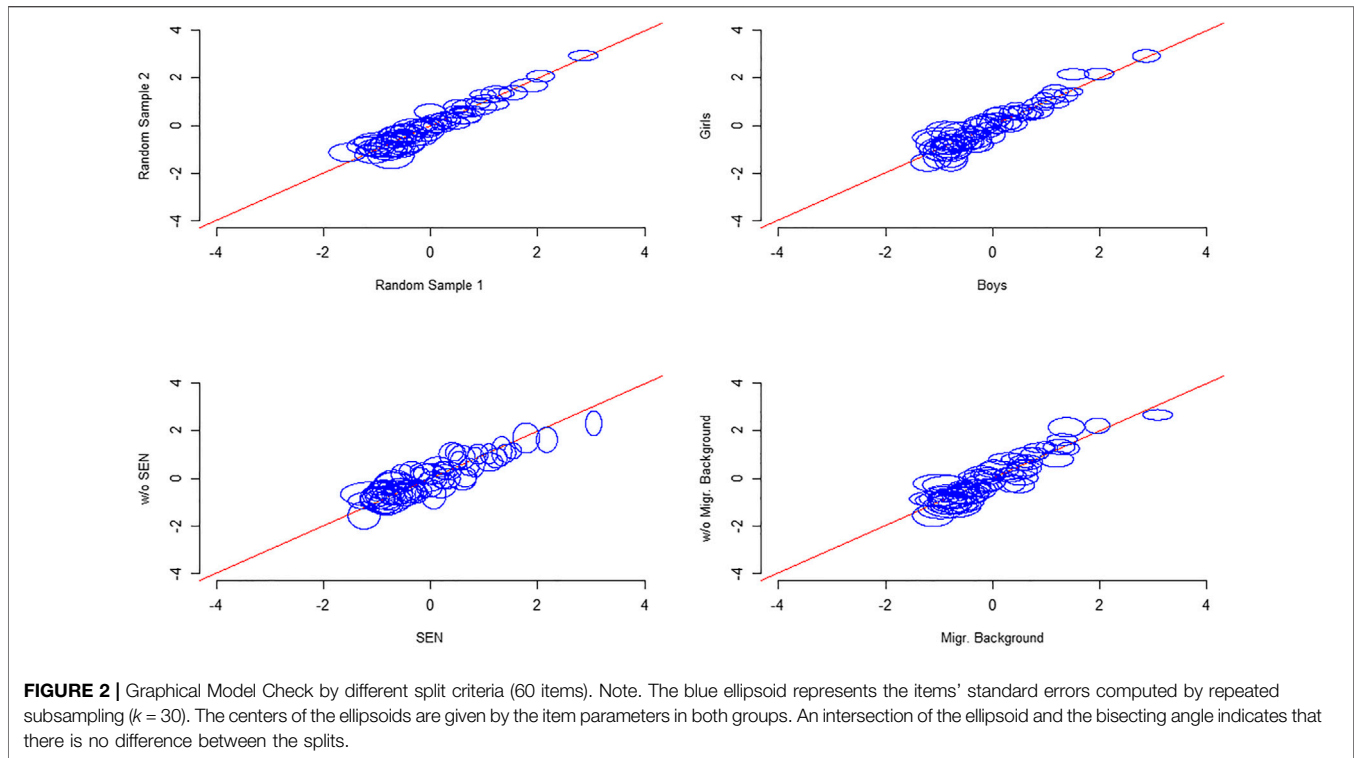 4
2
0
-2
-4
Random Sample 2
-4 -2 0 2 4
Random Sample 1
4
2
0
-2
-4
Girls
-4 -2 0 2 4
Boys
4
2
0
-2
-4
w/o SEN
-4 -2 0 2 4
SEN
4
2
0
-2
-4
w/o Migr. Background
-4 -2 0 2 4
Migr. Background
FIGURE 2 | Graphical Model Check by different split criteria (60 items). Note. The blue ellipsoid represents the items' standard errors computed by repeated
subsampling (k = 30). The centers of the ellipsoids are given by the item parameters in both groups. An intersection of the ellipsoid and the bisecting angle indicates that
there is no difference between the splits.